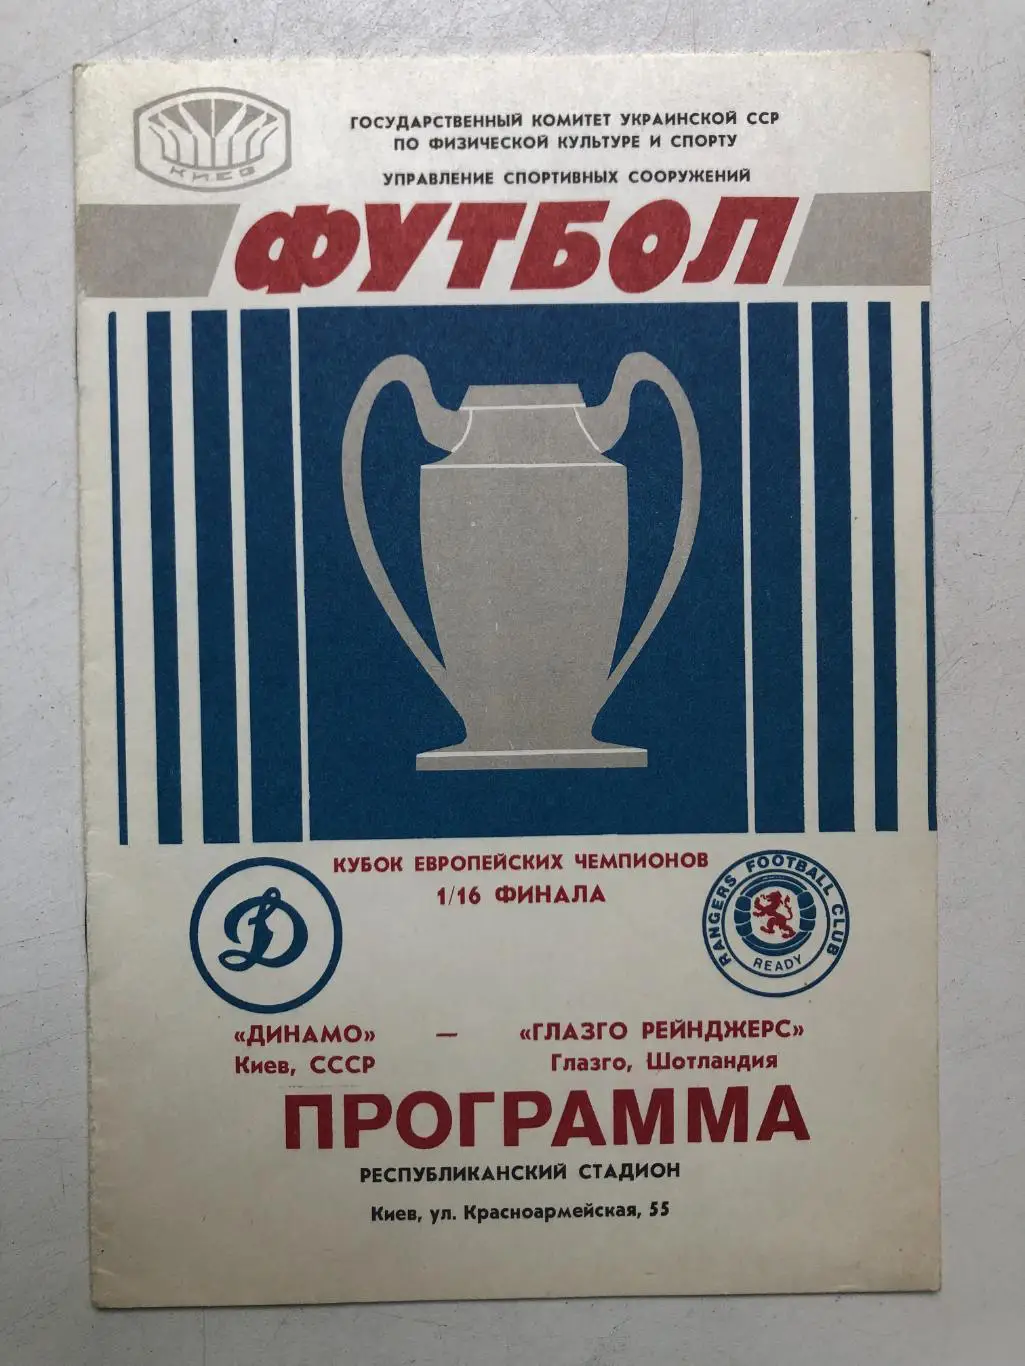 ГОСУДАРСТВЕННЫЙ КОМИТЕТ УКРАИНСКОЙ ССР
ПО ФИЗИЧЕСКОЙ КУЛЬТУРЕ И СПОРТУ
УПРАВЛЕНИЕ СПОРТИВНЫХ СООРУЖЕНИЙ
КИЕВ
ФУТБОЛ
КУБОК ЕВРОПЕЙСКИХ ЧЕМПИОНОВ
1/16 ФИНАЛА
Д
RANGERS FOOTBALL CLUB
READY
«ДИНАМО» — «ГЛАЗГО РЕЙНДЖЕРС»
Киев, СССР Глазго, Шотландия
ПРОГРАММА
РЕСПУБЛИКАНСКИЙ СТАДИОН
Киев, ул. Красноармейская, 55